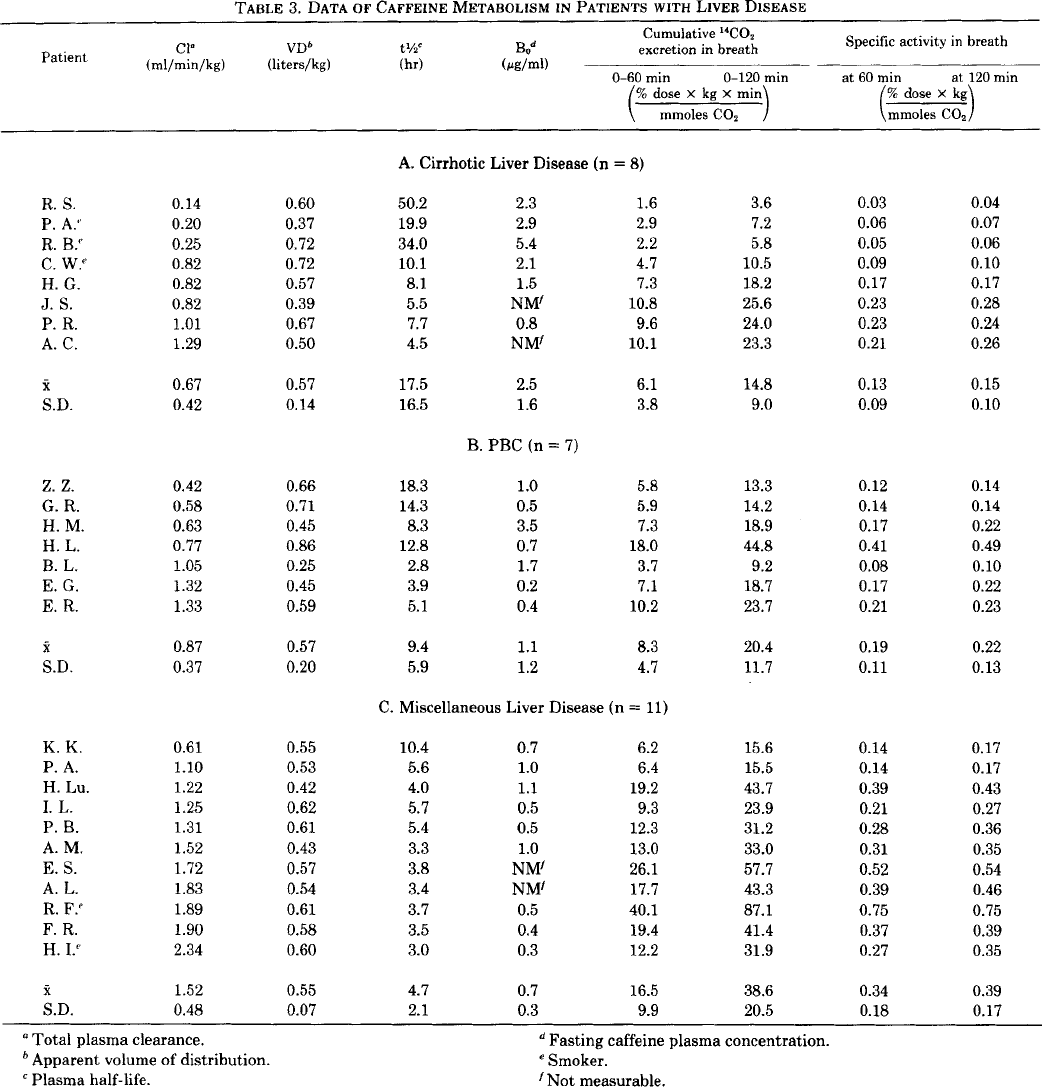 TABLE 3. DATA OF CAFFEINE METABOLISM IN PATIENTS WITH LIVER DISEASE
Patient Clᵃ (ml/min/kg) VDᵇ (liters/kg) t½ᶜ (hr) B₀ᵈ (µg/ml) Cumulative ¹⁴CO₂ excretion in breath Specific activity in breath
0–60 min 0–120 min at 60 min at 120 min
(% dose × kg × min / mmoles CO₂) (% dose × kg / mmoles CO₂)
A. Cirrhotic Liver Disease (n = 8)
R. S. 0.14 0.60 50.2 2.3 1.6 3.6 0.03 0.04
P. A.ᵉ 0.20 0.37 19.9 2.9 2.9 7.2 0.06 0.07
R. B.ᵉ 0.25 0.72 34.0 5.4 2.2 5.8 0.05 0.06
C. W.ᵉ 0.82 0.72 10.1 2.1 4.7 10.5 0.09 0.10
H. G. 0.82 0.57 8.1 1.5 7.3 18.2 0.17 0.17
J. S. 0.82 0.39 5.5 NMᶠ 10.8 25.6 0.23 0.28
P. R. 1.01 0.67 7.7 0.8 9.6 24.0 0.23 0.24
A. C. 1.29 0.50 4.5 NMᶠ 10.1 23.3 0.21 0.26
x̄ 0.67 0.57 17.5 2.5 6.1 14.8 0.13 0.15
S.D. 0.42 0.14 16.5 1.6 3.8 9.0 0.09 0.10
B. PBC (n = 7)
Z. Z. 0.42 0.66 18.3 1.0 5.8 13.3 0.12 0.14
G. R. 0.58 0.71 14.3 0.5 5.9 14.2 0.14 0.14
H. M. 0.63 0.45 8.3 3.5 7.3 18.9 0.17 0.22
H. L. 0.77 0.86 12.8 0.7 18.0 44.8 0.41 0.49
B. L. 1.05 0.25 2.8 1.7 3.7 9.2 0.08 0.10
E. G. 1.32 0.45 3.9 0.2 7.1 18.7 0.17 0.22
E. R. 1.33 0.59 5.1 0.4 10.2 23.7 0.21 0.23
x̄ 0.87 0.57 9.4 1.1 8.3 20.4 0.19 0.22
S.D. 0.37 0.20 5.9 1.2 4.7 11.7 0.11 0.13
C. Miscellaneous Liver Disease (n = 11)
K. K. 0.61 0.55 10.4 0.7 6.2 15.6 0.14 0.17
P. A. 1.10 0.53 5.6 1.0 6.4 15.5 0.14 0.17
H. Lu. 1.22 0.42 4.0 1.1 19.2 43.7 0.39 0.43
I. L. 1.25 0.62 5.7 0.5 9.3 23.9 0.21 0.27
P. B. 1.31 0.61 5.4 0.5 12.3 31.2 0.28 0.36
A. M. 1.52 0.43 3.3 1.0 13.0 33.0 0.31 0.35
E. S. 1.72 0.57 3.8 NMᶠ 26.1 57.7 0.52 0.54
A. L. 1.83 0.54 3.4 NMᶠ 17.7 43.3 0.39 0.46
R. F.ᵉ 1.89 0.61 3.7 0.5 40.1 87.1 0.75 0.75
F. R. 1.90 0.58 3.5 0.4 19.4 41.4 0.37 0.39
H. I.ᵉ 2.34 0.60 3.0 0.3 12.2 31.9 0.27 0.35
x̄ 1.52 0.55 4.7 0.7 16.5 38.6 0.34 0.39
S.D. 0.48 0.07 2.1 0.3 9.9 20.5 0.18 0.17
ᵃ Total plasma clearance. ᵈ Fasting caffeine plasma concentration.
ᵇ Apparent volume of distribution. ᵉ Smoker.
ᶜ Plasma half-life. ᶠ Not measurable.